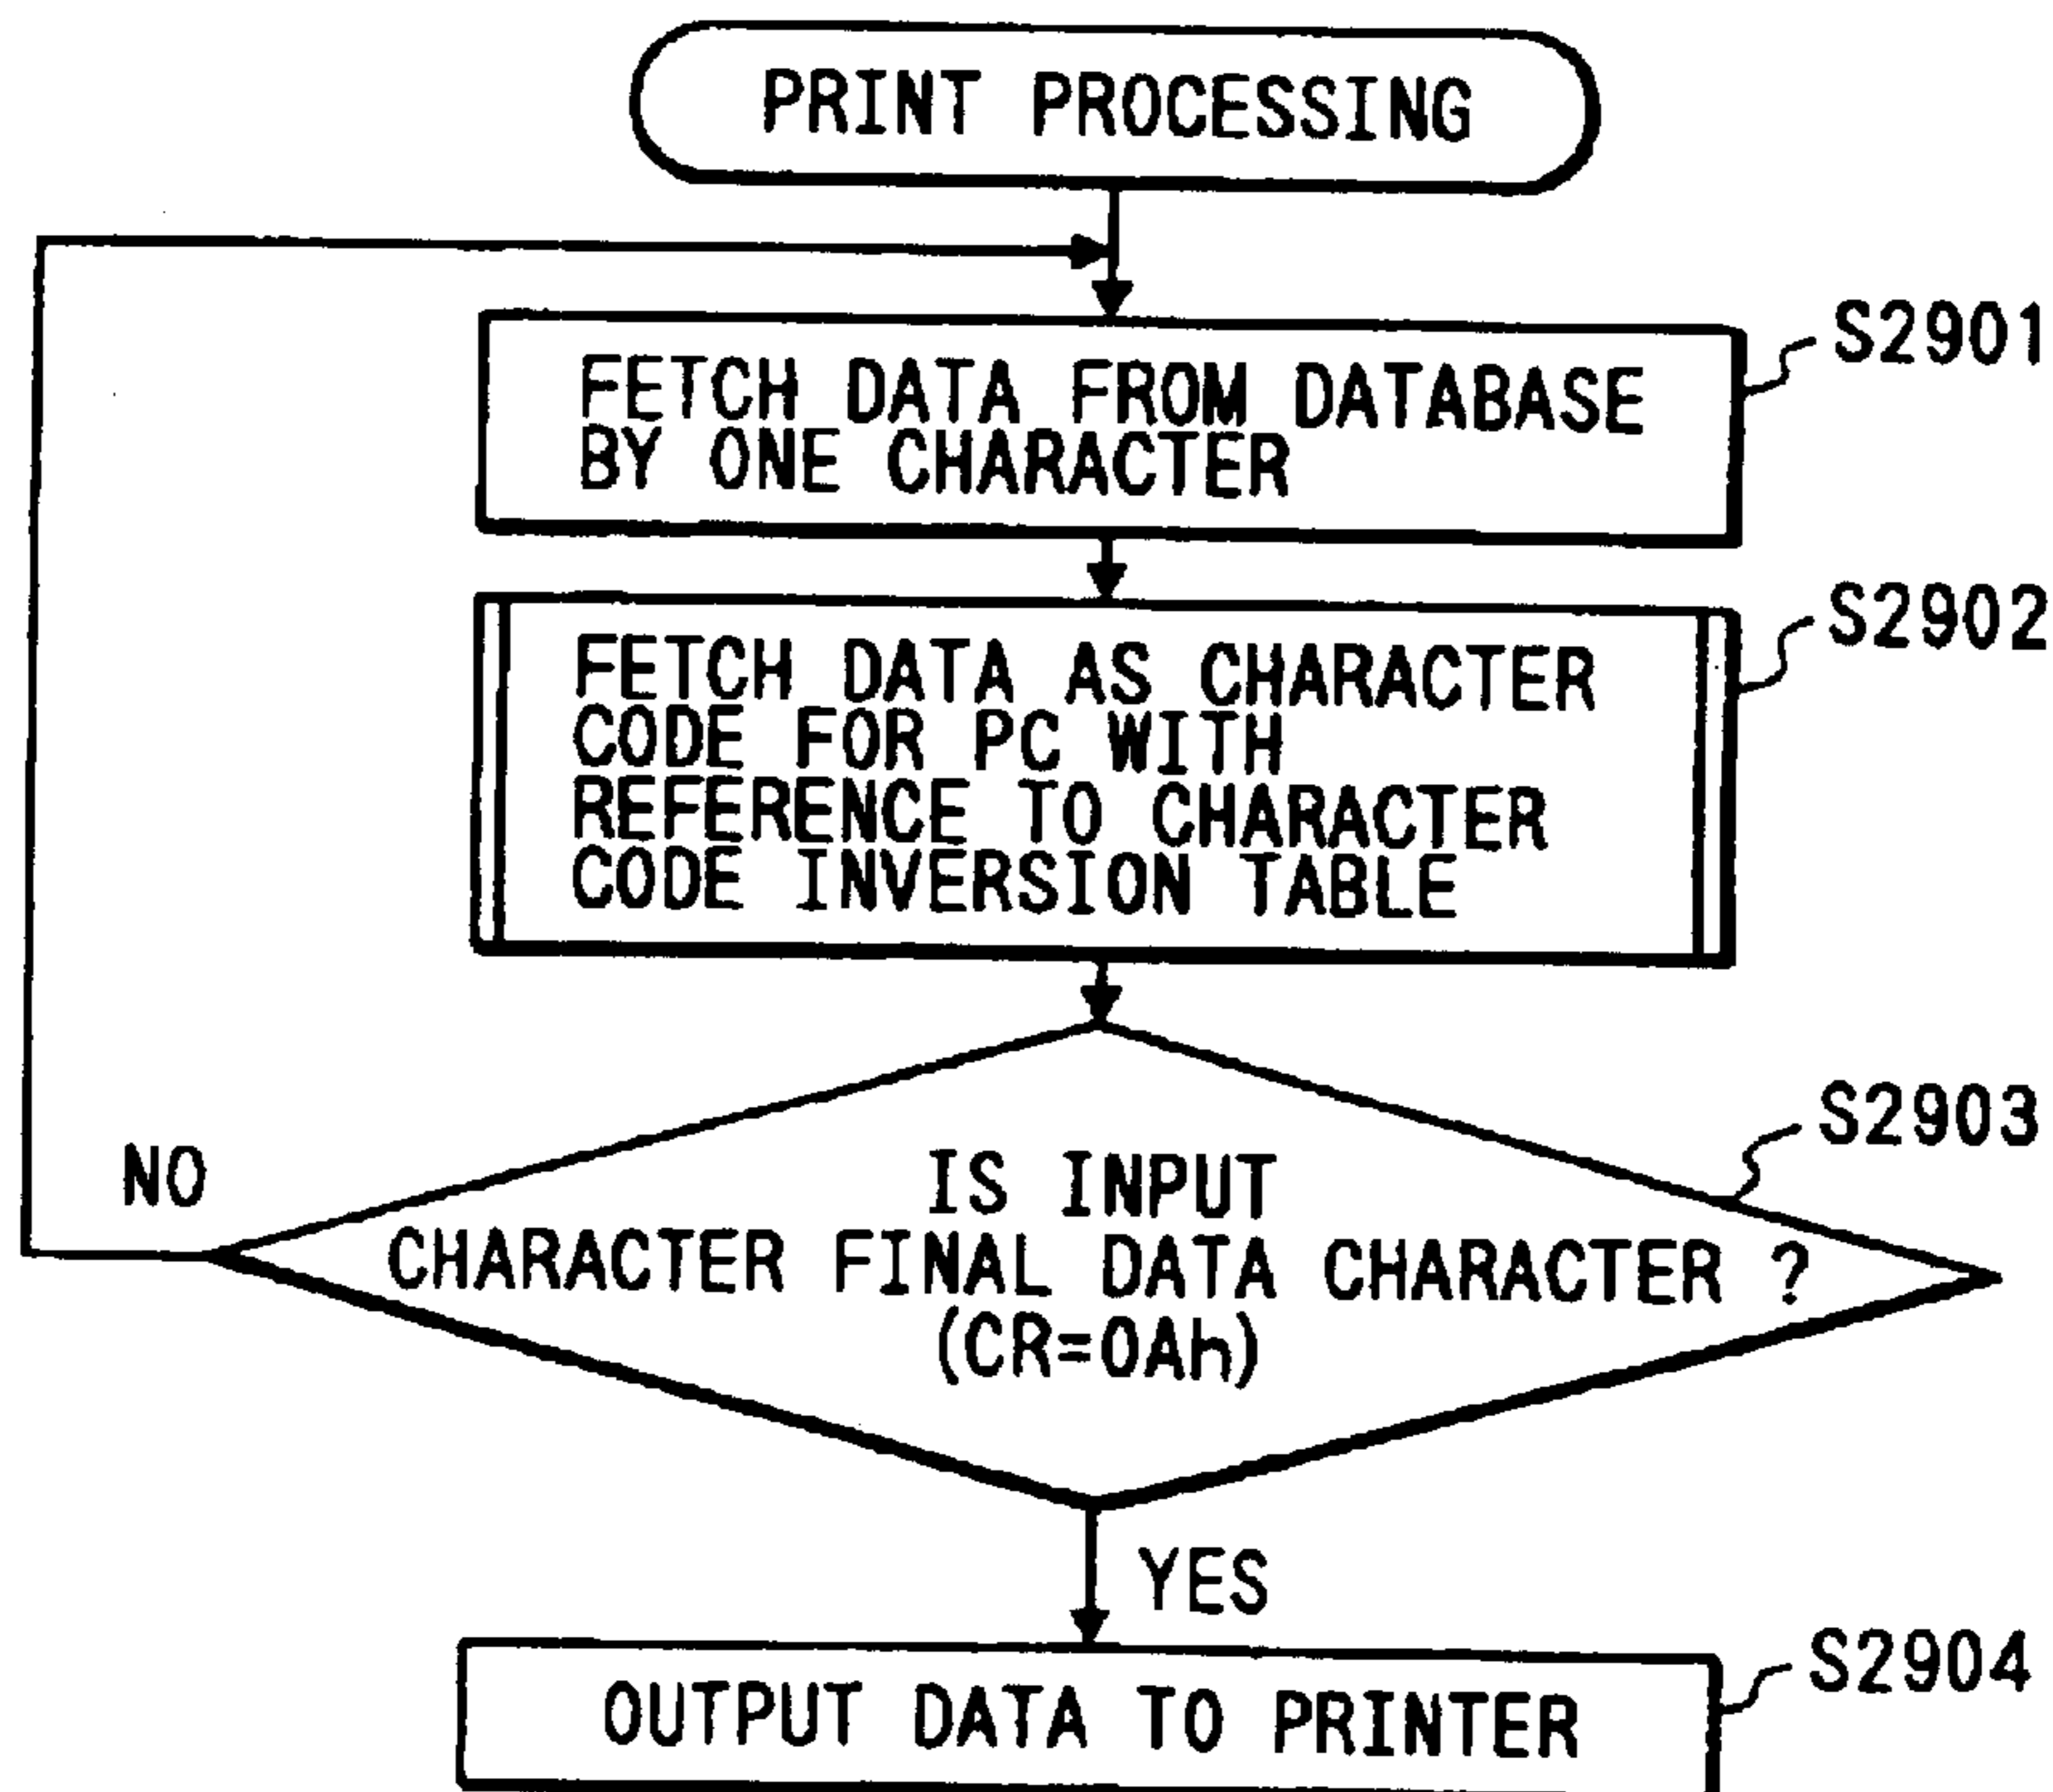 PRINT PROCESSING
S2901
FETCH DATA FROM DATABASE
BY ONE CHARACTER
S2902
FETCH DATA AS CHARACTER
CODE FOR PC WITH
REFERENCE TO CHARACTER
CODE INVERSION TABLE
S2903
NO
IS INPUT
CHARACTER FINAL DATA CHARACTER ?
(CR=0Ah)
YES
S2904
OUTPUT DATA TO PRINTER